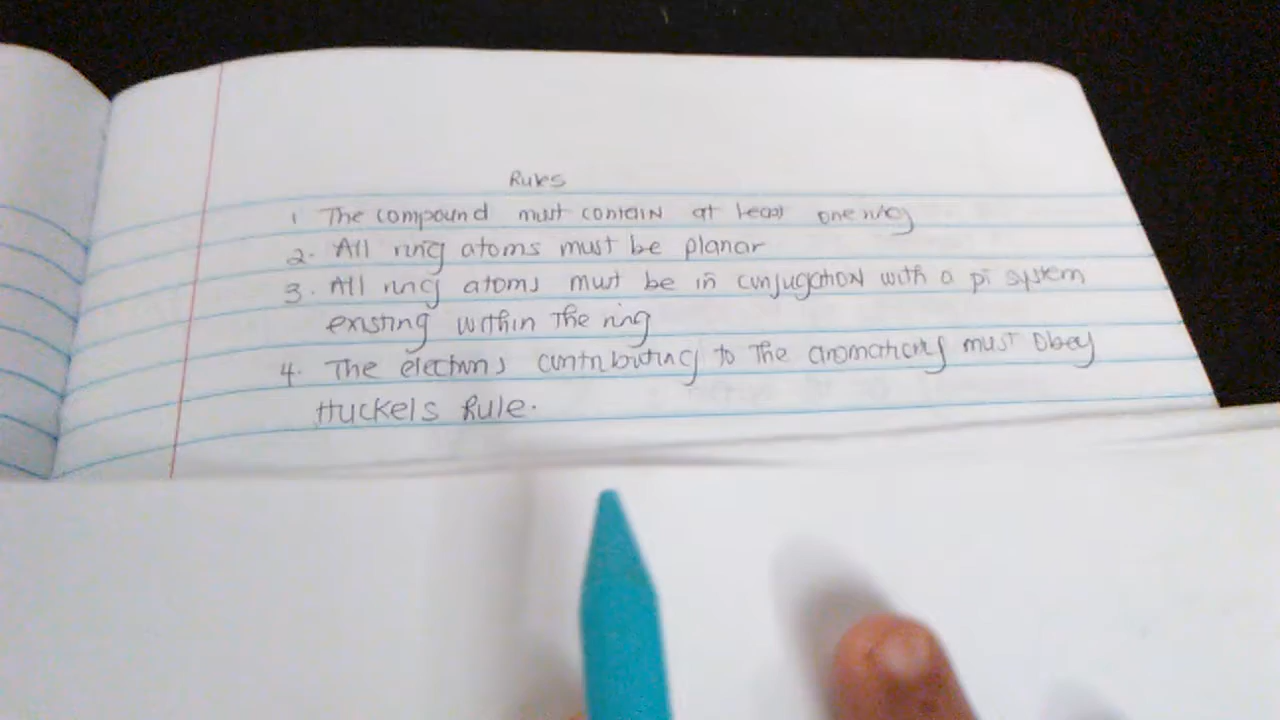 Rules
1 The compound must contain at least one ring
2. All ring atoms must be planar
3. All ring atoms must be in conjugation with a pi system
existing within the ring
4. The electrons contributing to the aromaticity must obey
Huckels Rule.